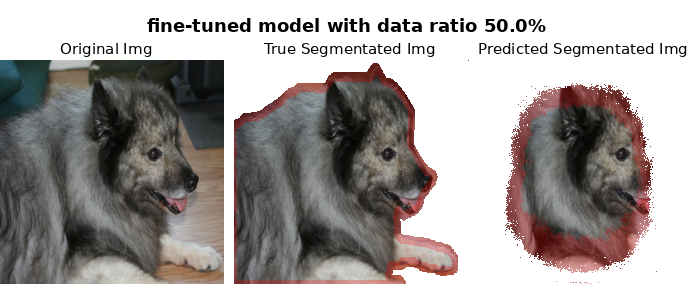 fine-tuned model with data ratio 50.0%
Original Img
True Segmentated Img
Predicted Segmentated Img